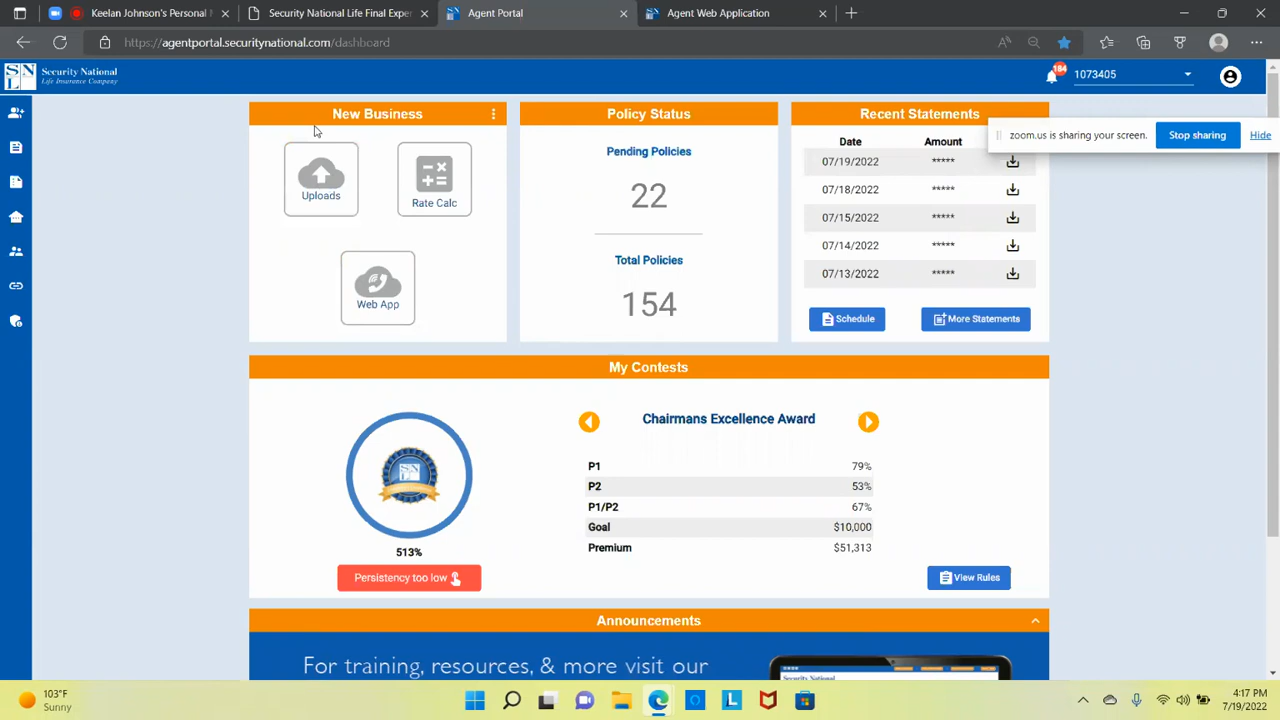 Keelan Johnson's Personal M
Security National Life Final Exper
Agent Portal
Agent Web Application
https://agentportal.securitynational.com/dashboard
Security National
Life Insurance Company
184
1073405
New Business
Policy Status
Recent Statements
zoom.us is sharing your screen.
Stop sharing
Hide
Uploads
Rate Calc
Web App
Pending Policies
22
Total Policies
154
Date Amount
07/19/2022 *****
07/18/2022 *****
07/15/2022 *****
07/14/2022 *****
07/13/2022 *****
Schedule
More Statements
My Contests
Chairmans Excellence Award
P1 79%
P2 53%
P1/P2 67%
Goal $10,000
Premium $51,313
513%
Persistency too low
View Rules
Announcements
For training, resources, & more visit our
103°F
Sunny
4:17 PM
7/19/2022